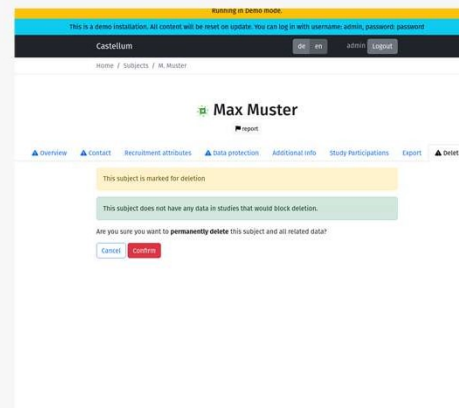 Running in Demo mode.
This is a demo installation. All content will be reset on update. You can log in with username: admin, password: password
Castellum de en admin Logout
Home / Subjects / M. Muster
Max Muster
report
Overview Contact Recruitment attributes Data protection Additional info Study Participations Export Delet
This subject is marked for deletion
This subject does not have any data in studies that would block deletion.
Are you sure you want to permanently delete this subject and all related data?
Cancel Confirm